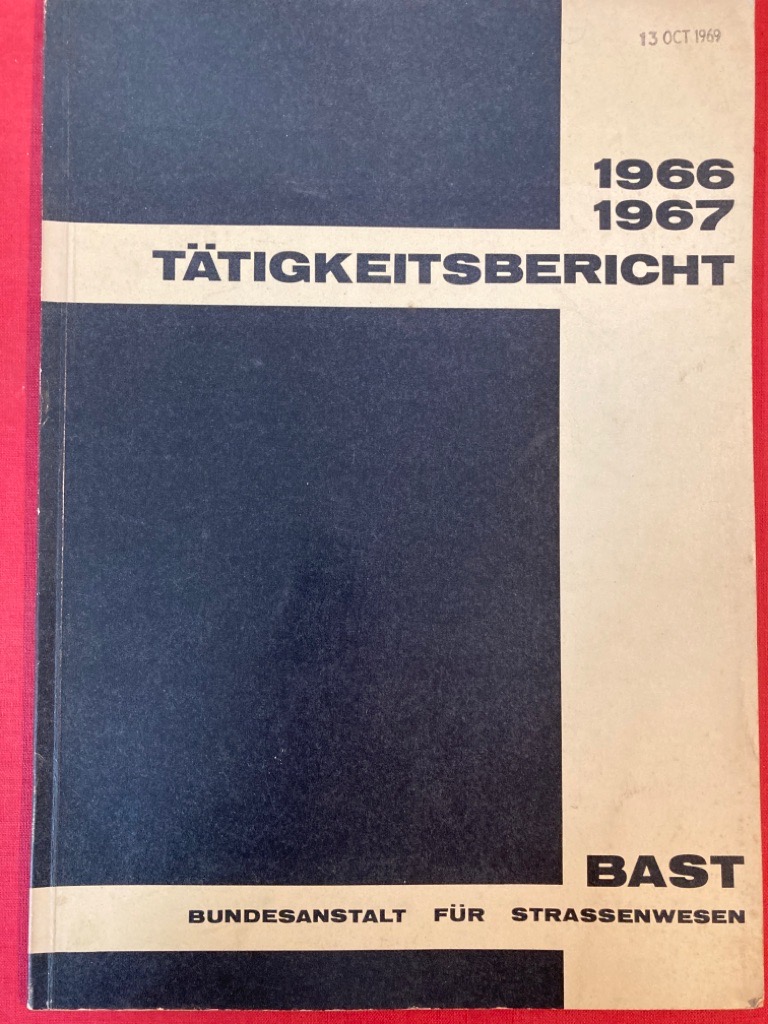 13 OCT 1969
1966
1967
TÄTIGKEITSBERICHT
BAST
BUNDESANSTALT FÜR STRASSENWESEN